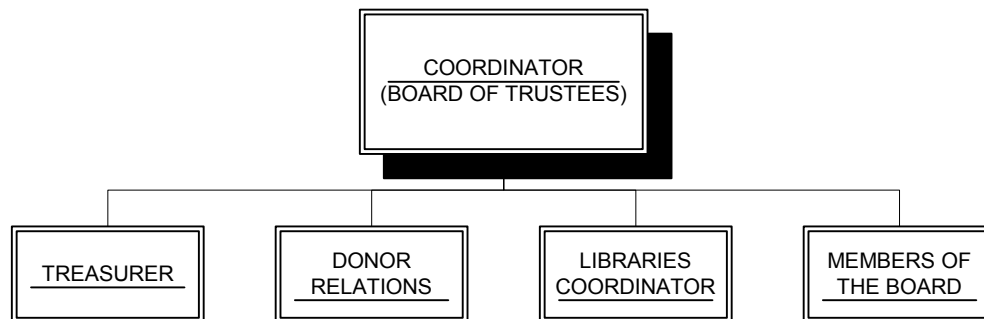 COORDINATOR
(BOARD OF TRUSTEES)
TREASURER
DONOR
RELATIONS
LIBRARIES
COORDINATOR
MEMBERS OF
THE BOARD